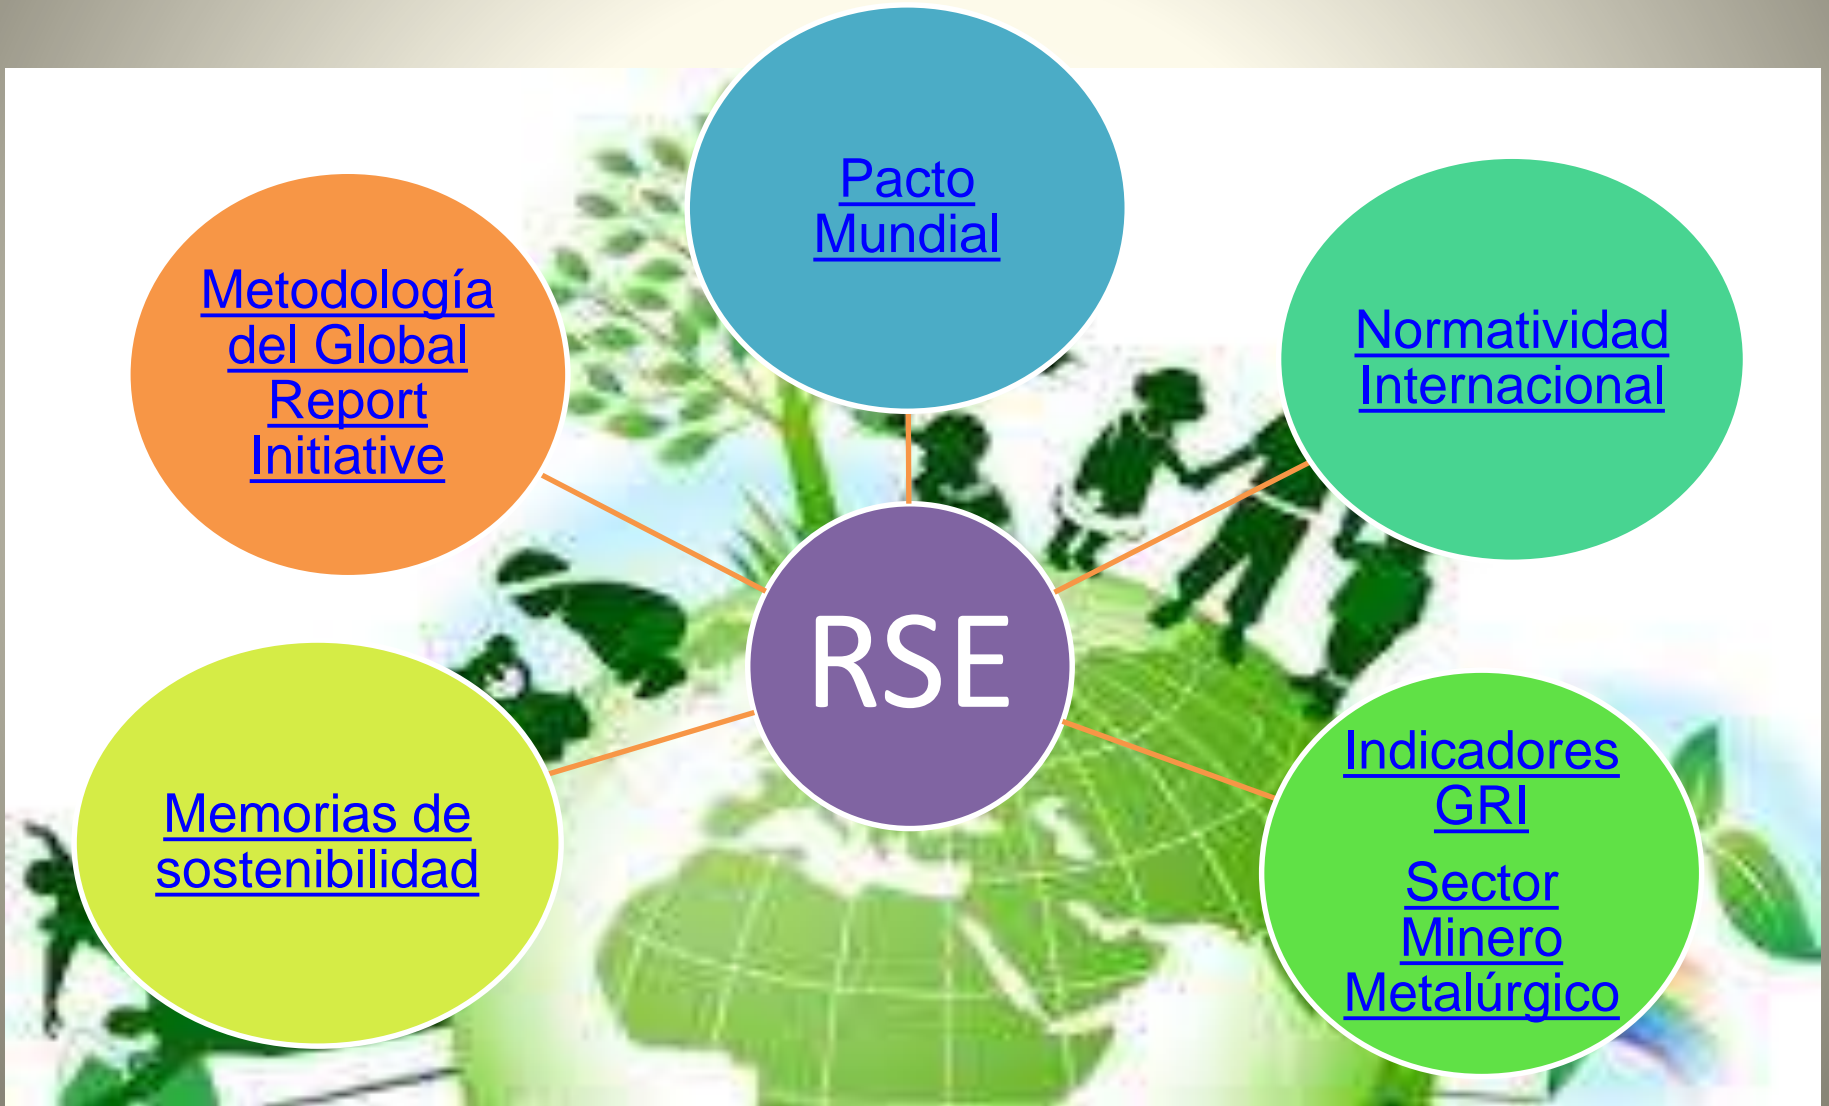 Pacto
Mundial
Normatividad
Internacional
Metodología
del Global
Report
Initiative
RSE
Indicadores
GRI
Sector
Minero
Metalúrgico
Memorias de
sostenibilidad